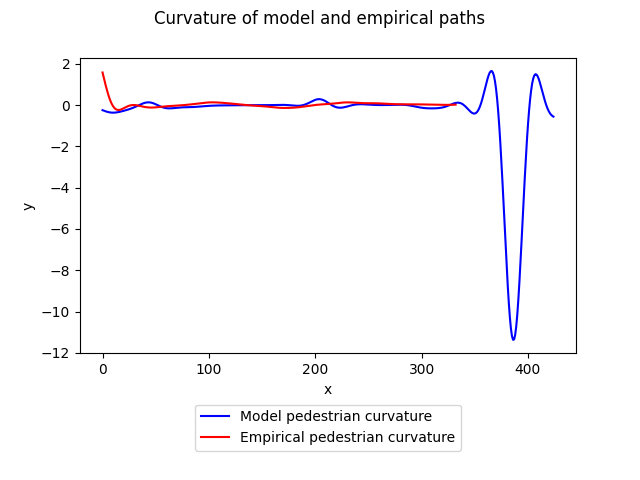 Curvature of model and empirical paths
2
0
−2
−4
−6
−8
−10
−12
y
0 100 200 300 400
x
Model pedestrian curvature
Empirical pedestrian curvature